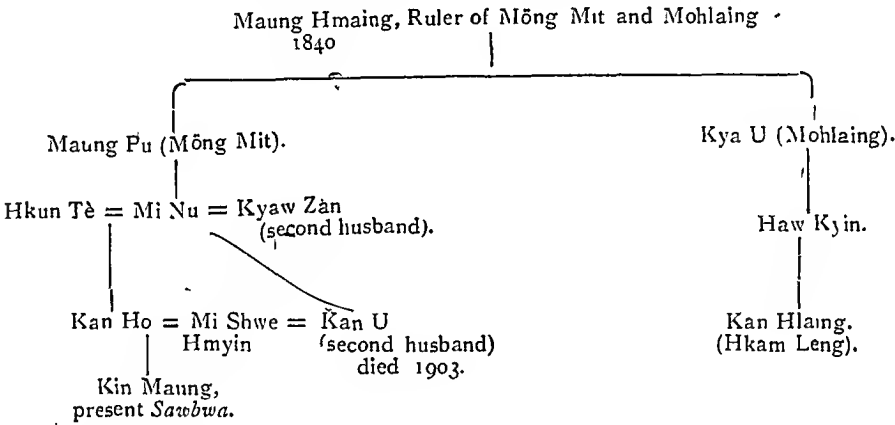 Maung Hmaing, Ruler of Möng Mit and Mohlaing
1840
Maung Pu (Möng Mit).
Kya U (Mohlaing).
Hkun Tè = Mi Nu = Kyaw Zàn
(second husband).
Haw Kyin.
Kan Ho = Mi Shwe = Kan U
Hmyin (second husband)
died 1903.
Kan Hlaing.
(Hkam Leng).
Kin Maung,
present Sawbwa.